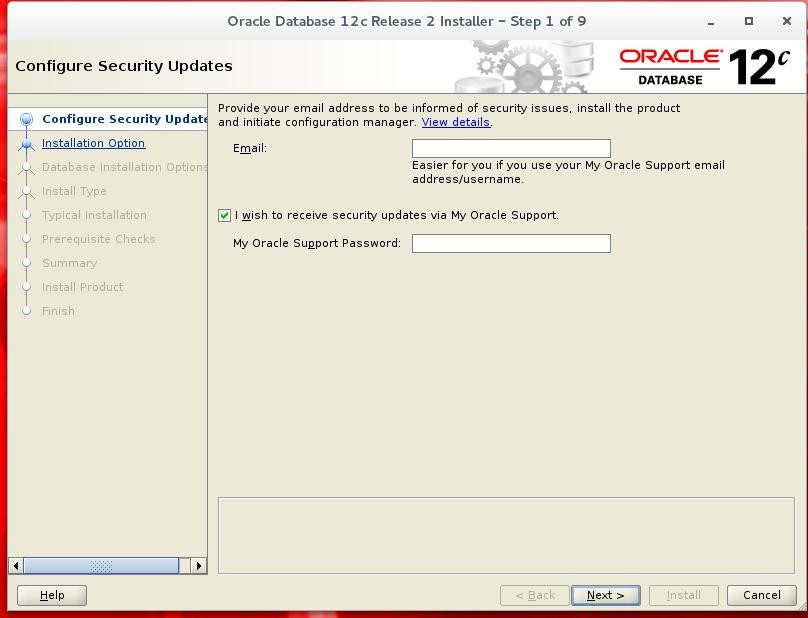 Oracle Database 12c Release 2 Installer – Step 1 of 9
Configure Security Updates
ORACLE®
DATABASE
12c
Configure Security Update
Installation Option
Database Installation Options
Install Type
Typical Installation
Prerequisite Checks
Summary
Install Product
Finish
Provide your email address to be informed of security issues, install the product
and initiate configuration manager. View details.
Email:
Easier for you if you use your My Oracle Support email
address/username.
I wish to receive security updates via My Oracle Support.
My Oracle Support Password:
Help
< Back
Next >
Install
Cancel